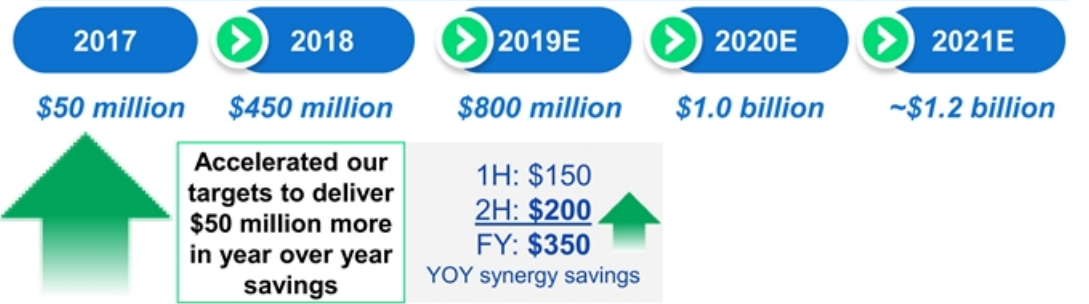 2017 2018 2019E 2020E 2021E
$50 million $450 million $800 million $1.0 billion ~$1.2 billion
Accelerated our
targets to deliver
$50 million more
in year over year
savings
1H: $150
2H: $200
FY: $350
YOY synergy savings